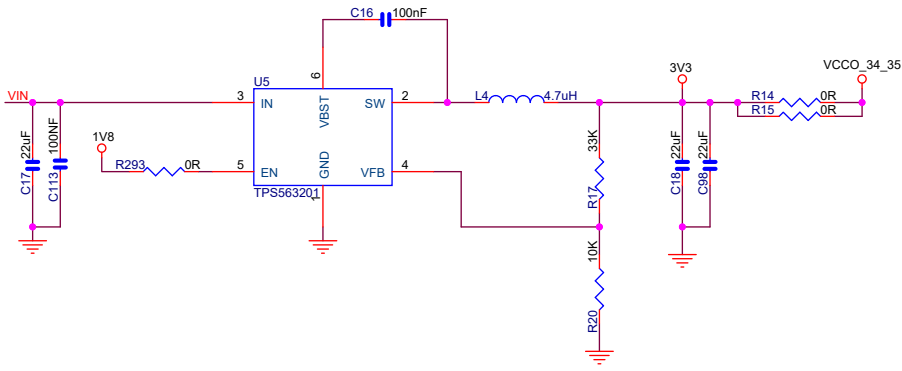 C16 100nF
3V3
VCCO_34_35
U5
6
VIN
3 IN
VBST
SW 2
L4 4.7uH
R14 0R
R15 0R
22uF
100NF
1V8
33K
22uF
22uF
R293 0R
5 EN
GND
VFB 4
C17
C113
TPS563201
1
R17
C18
C98
10K
R20